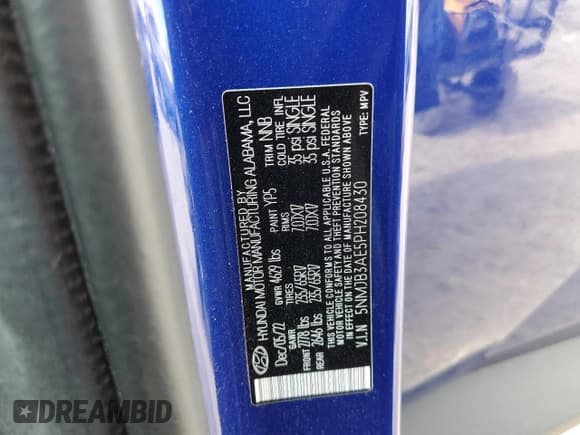 MANUFACTURED BY
HYUNDAI MOTOR MANUFACTURING ALABAMA, LLC
Dec/05/22 GVWR 4629 lbs PAINT YP5 TRIM NNB
GAWR TIRES RIMS COLD TIRE INFL
FRONT 2778 lbs 235/65R17 7.0JX17 35 psi SINGLE
REAR 2646 lbs 235/65R17 7.0JX17 35 psi SINGLE
THIS VEHICLE CONFORMS TO ALL APPLICABLE U.S.A. FEDERAL
MOTOR VEHICLE SAFETY AND THEFT PREVENTION STANDARDS
IN EFFECT ON THE DATE OF MANUFACTURE SHOWN ABOVE
V.I.N 5NMJB3AE5PH208430 TYPE: MPV
DREAMBID